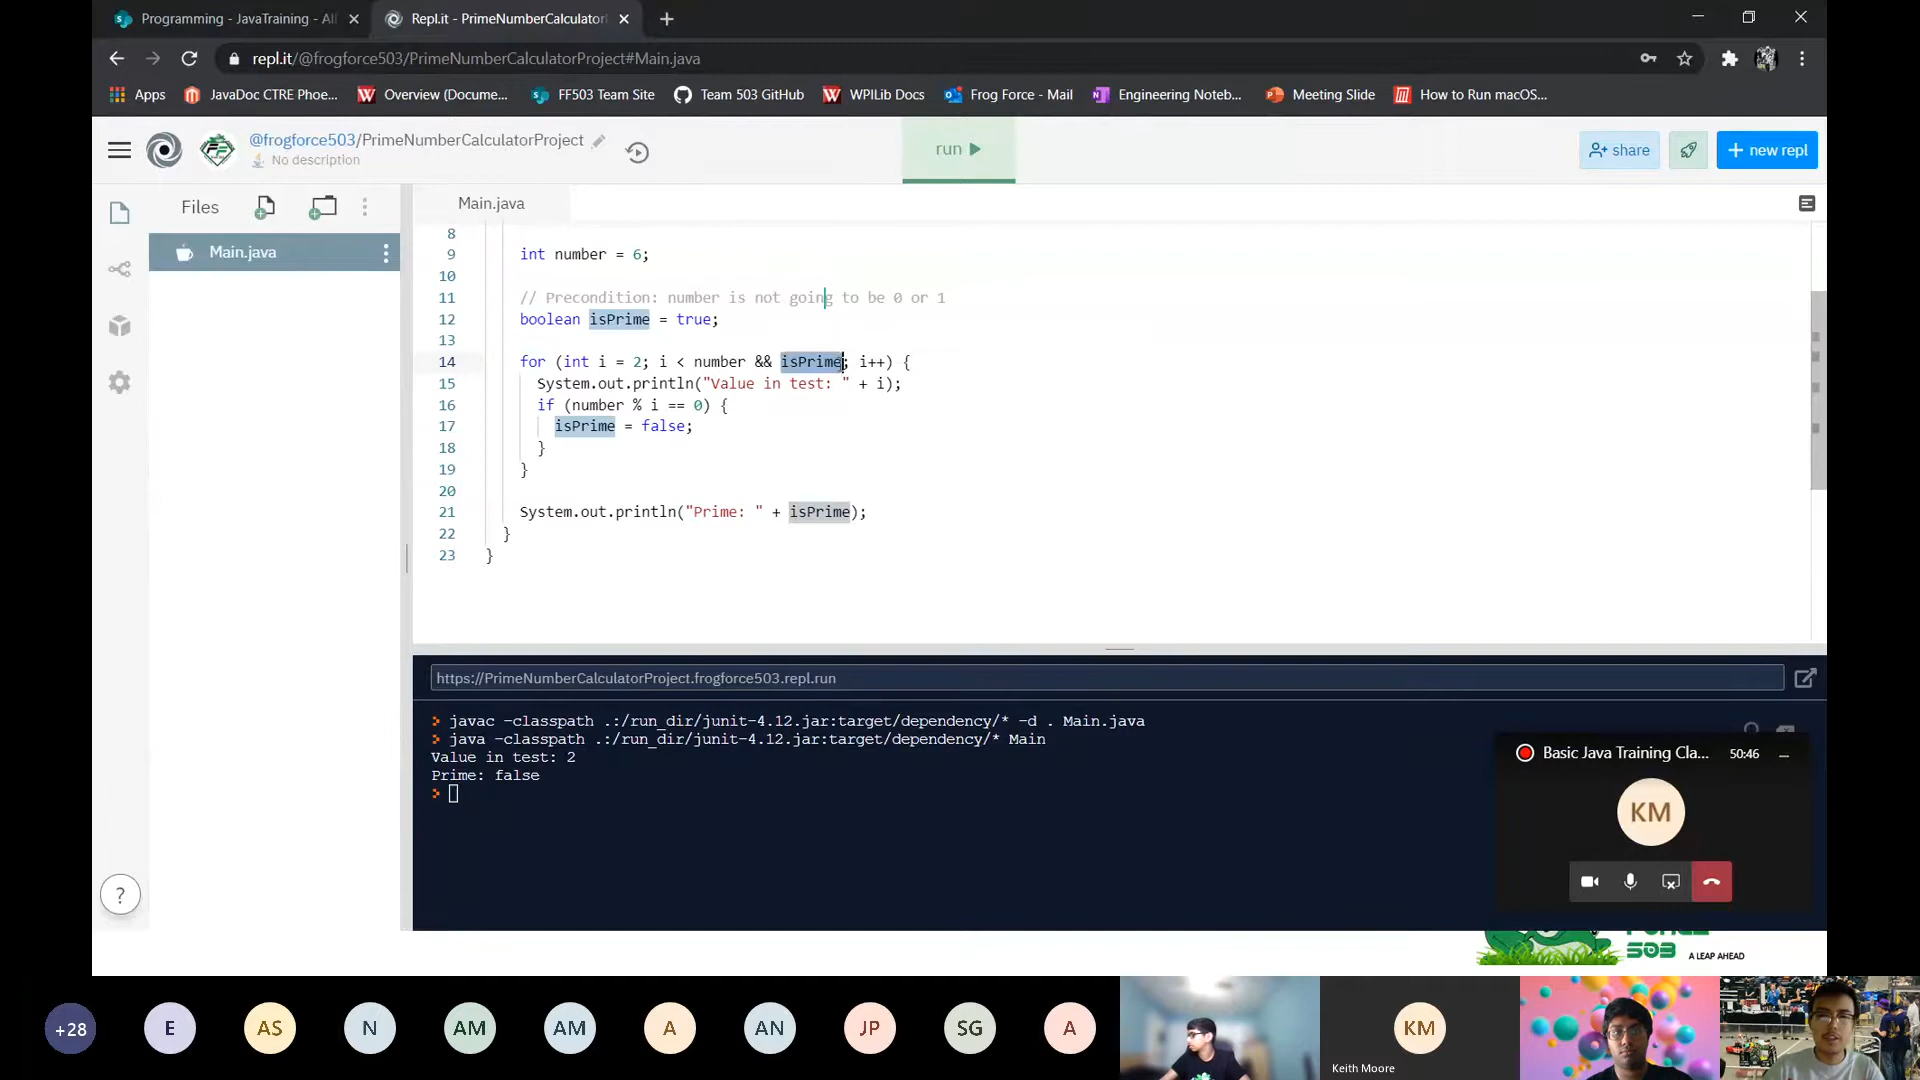 Programming - JavaTraining - All
Repl.it - PrimeNumberCalculator
repl.it/@frogforce503/PrimeNumberCalculatorProject#Main.java
Apps
JavaDoc CTRE Phoe...
Overview (Docume...
FF503 Team Site
Team 503 GitHub
WPILib Docs
Frog Force - Mail
Engineering Noteb...
Meeting Slide
How to Run macOS...
@frogforce503/PrimeNumberCalculatorProject
No description
run
share
+ new repl
Files
Main.java
Main.java
8
9 int number = 6;
10
11 // Precondition: number is not going to be 0 or 1
12 boolean isPrime = true;
13
14 for (int i = 2; i < number && isPrime; i++) {
15 System.out.println("Value in test: " + i);
16 if (number % i == 0) {
17 isPrime = false;
18 }
19 }
20
21 System.out.println("Prime: " + isPrime);
22 }
23 }
https://PrimeNumberCalculatorProject.frogforce503.repl.run
> javac -classpath .:/run_dir/junit-4.12.jar:target/dependency/* -d . Main.java
> java -classpath .:/run_dir/junit-4.12.jar:target/dependency/* Main
Value in test: 2
Prime: false
>
Basic Java Training Cla... 50:46
KM
?
503
A LEAP AHEAD
+28
E
AS
N
AM
AM
A
AN
JP
SG
A
KM
Keith Moore